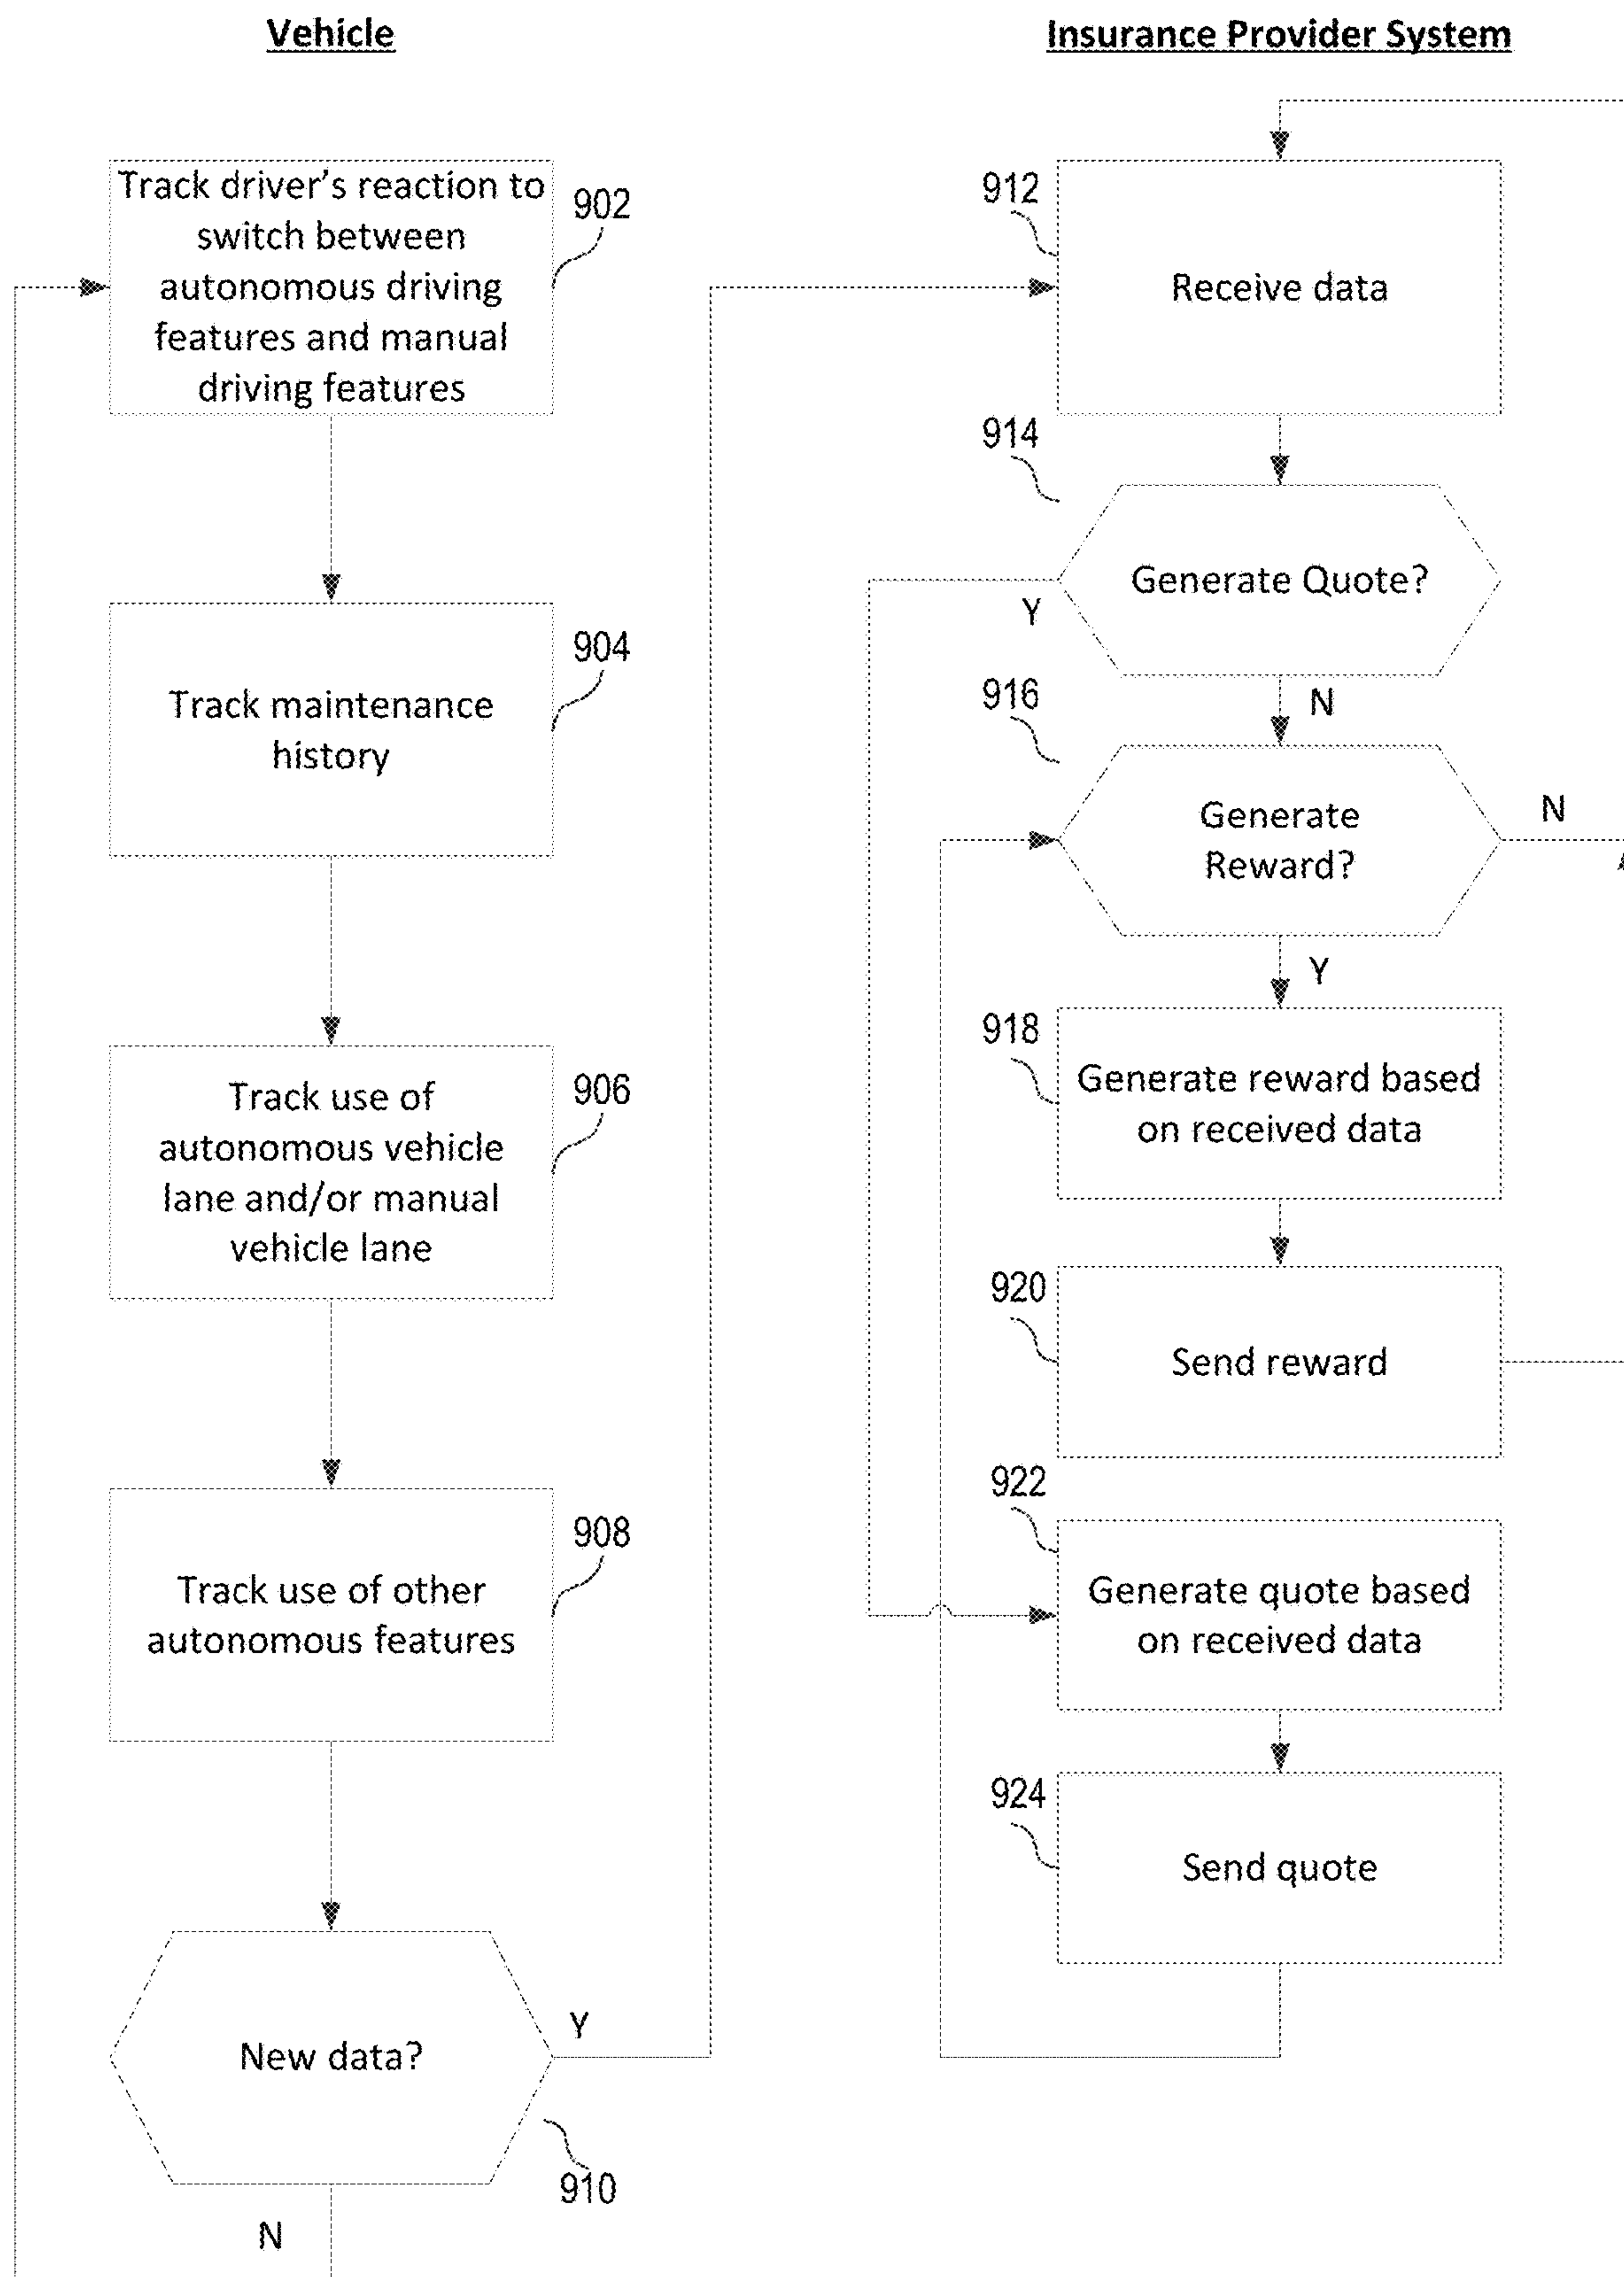 Vehicle
Track driver's reaction to
switch between
autonomous driving
features and manual
driving features
902
Track maintenance
history
904
Track use of
autonomous vehicle
lane and/or manual
vehicle lane
906
Track use of other
autonomous features
908
New data?
Y
910
N
Insurance Provider System
912
Receive data
914
Generate Quote?
Y
N
916
Generate
Reward?
N
Y
918
Generate reward based
on received data
920
Send reward
922
Generate quote based
on received data
924
Send quote